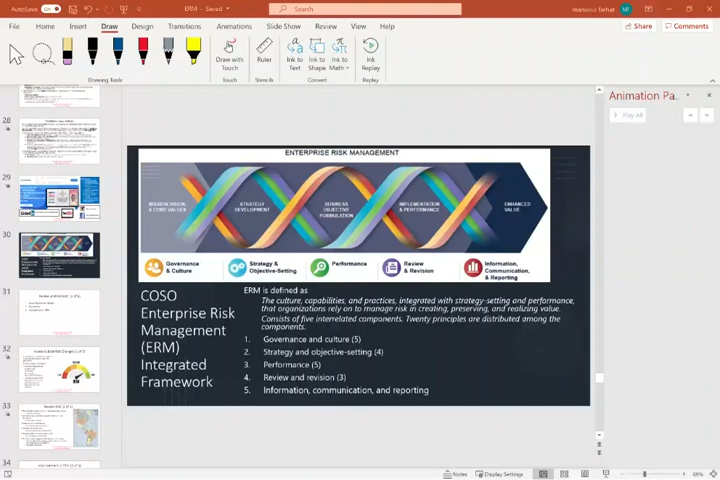 AutoSave On
ERM - Saved
Search
mansour farhat
MF
File Home Insert Draw Design Transitions Animations Slide Show Review View Help
Share Comments
Draw with Touch
Ruler
Ink to Text
Ink to Shape
Ink to Math
Ink Replay
Drawing Tools Touch Stencils Convert Replay
28
29
30
31
32
33
34
Animation Pa...
Play All
ENTERPRISE RISK MANAGEMENT
MISSION, VISION & CORE VALUES
STRATEGY DEVELOPMENT
BUSINESS OBJECTIVE FORMULATION
IMPLEMENTATION & PERFORMANCE
ENHANCED VALUE
Governance & Culture
Strategy & Objective-Setting
Performance
Review & Revision
Information, Communication, & Reporting
COSO
Enterprise Risk
Management
(ERM)
Integrated
Framework
ERM is defined as
The culture, capabilities, and practices, integrated with strategy-setting and performance,
that organizations rely on to manage risk in creating, preserving, and realizing value.
Consists of five interrelated components. Twenty principles are distributed among the
components.
1. Governance and culture (5)
2. Strategy and objective-setting (4)
3. Performance (5)
4. Review and revision (3)
5. Information, communication, and reporting
Notes Display Settings 69%